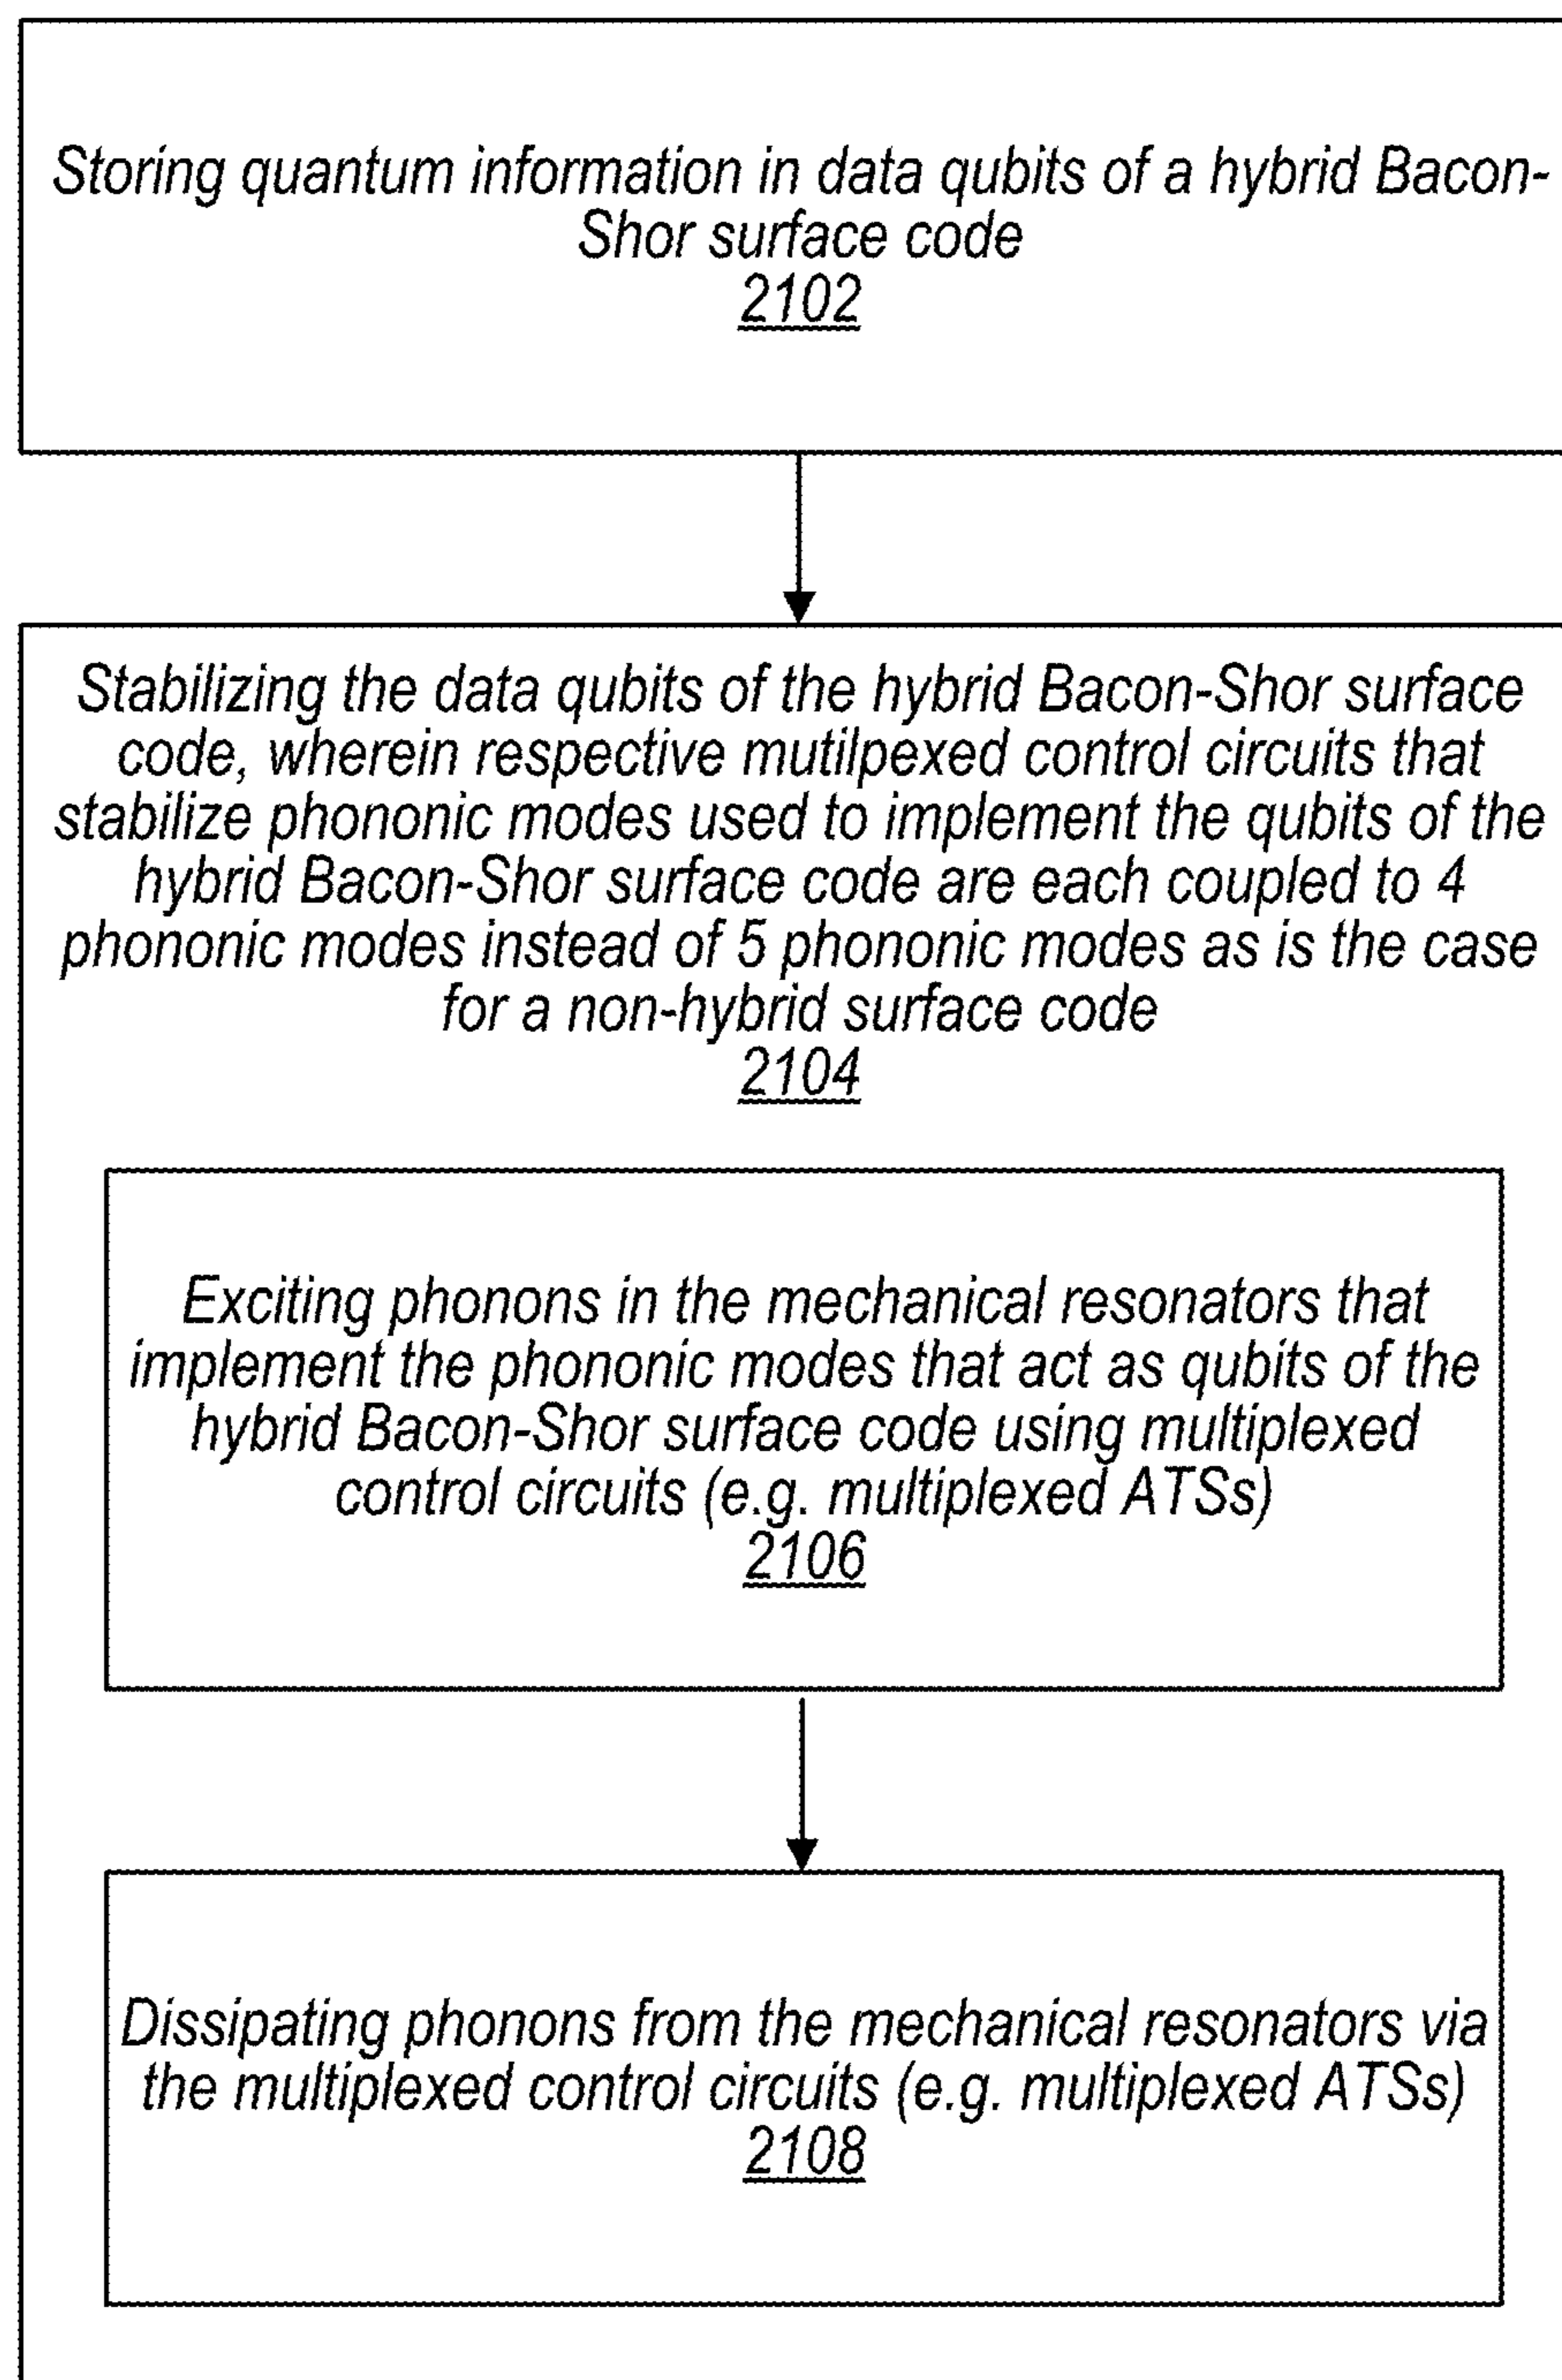 Storing quantum information in data qubits of a hybrid Bacon-
Shor surface code
2102
Stabilizing the data qubits of the hybrid Bacon-Shor surface
code, wherein respective mutilpexed control circuits that
stabilize phononic modes used to implement the qubits of the
hybrid Bacon-Shor surface code are each coupled to 4
phononic modes instead of 5 phononic modes as is the case
for a non-hybrid surface code
2104
Exciting phonons in the mechanical resonators that
implement the phononic modes that act as qubits of the
hybrid Bacon-Shor surface code using multiplexed
control circuits (e.g. multiplexed ATSs)
2106
Dissipating phonons from the mechanical resonators via
the multiplexed control circuits (e.g. multiplexed ATSs)
2108